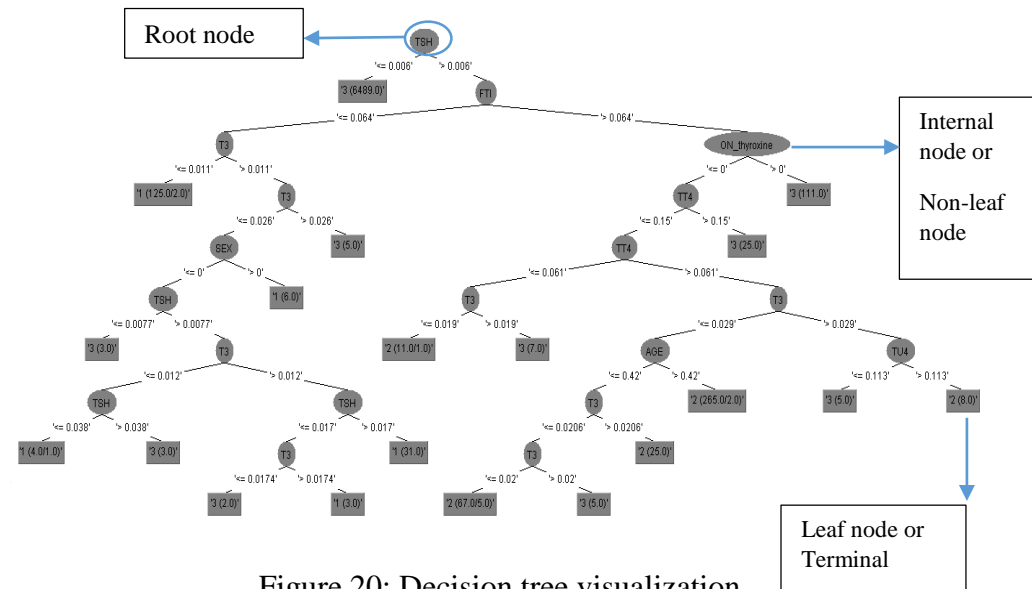 Root node
TSH
'<= 0.006' '> 0.006'
'3 (6489.0)' FTI
'<= 0.064' '> 0.064'
T3 ON_thyroxine
'<= 0.011' '> 0.011' '<= 0' '> 0'
'1 (125.0/2.0)' T3 TT4 '3 (111.0)'
'<= 0.026' '> 0.026' '<= 0.15' '> 0.15'
SEX '3 (5.0)' TT4 '3 (25.0)'
'<= 0' '> 0' '<= 0.061' '> 0.061'
TSH '1 (6.0)' T3 T3
'<= 0.0077' '> 0.0077' '<= 0.019' '> 0.019' '<= 0.029' '> 0.029'
'3 (3.0)' T3 '2 (11.0/1.0)' '3 (7.0)' AGE TU4
'<= 0.012' '> 0.012' '<= 0.42' '> 0.42' '<= 0.113' '> 0.113'
TSH TSH T3 '2 (265.0/2.0)' '3 (5.0)' '2 (8.0)'
'<= 0.038' '> 0.038' '<= 0.017' '> 0.017' '<= 0.0206' '> 0.0206'
'1 (4.0/1.0)' '3 (3.0)' T3 '1 (31.0)' T3 '2 (25.0)'
'<= 0.0174' '> 0.0174' '<= 0.02' '> 0.02'
'3 (2.0)' '1 (3.0)' '2 (67.0/5.0)' '3 (5.0)'
Internal
node or
Non-leaf
node
Leaf node or
Terminal
Figure 20: Decision tree visualization